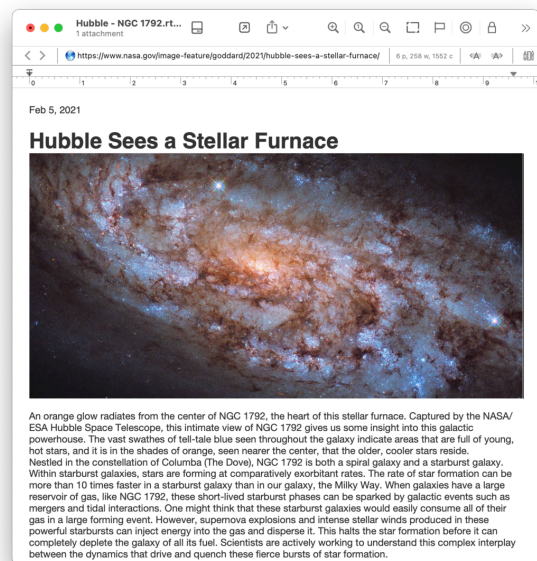 Hubble - NGC 1792.rt...
1 attachment
https://www.nasa.gov/image-feature/goddard/2021/hubble-sees-a-stellar-furnace/
6 p, 258 w, 1552 c
0 1 2 3 4 5 6 7 8 9
Feb 5, 2021
Hubble Sees a Stellar Furnace
An orange glow radiates from the center of NGC 1792, the heart of this stellar furnace. Captured by the NASA/
ESA Hubble Space Telescope, this intimate view of NGC 1792 gives us some insight into this galactic
powerhouse. The vast swathes of tell-tale blue seen throughout the galaxy indicate areas that are full of young,
hot stars, and it is in the shades of orange, seen nearer the center, that the older, cooler stars reside.
Nestled in the constellation of Columba (The Dove), NGC 1792 is both a spiral galaxy and a starburst galaxy.
Within starburst galaxies, stars are forming at comparatively exorbitant rates. The rate of star formation can be
more than 10 times faster in a starburst galaxy than in our galaxy, the Milky Way. When galaxies have a large
reservoir of gas, like NGC 1792, these short-lived starburst phases can be sparked by galactic events such as
mergers and tidal interactions. One might think that these starburst galaxies would easily consume all of their
gas in a large forming event. However, supernova explosions and intense stellar winds produced in these
powerful starbursts can inject energy into the gas and disperse it. This halts the star formation before it can
completely deplete the galaxy of all its fuel. Scientists are actively working to understand this complex interplay
between the dynamics that drive and quench these fierce bursts of star formation.